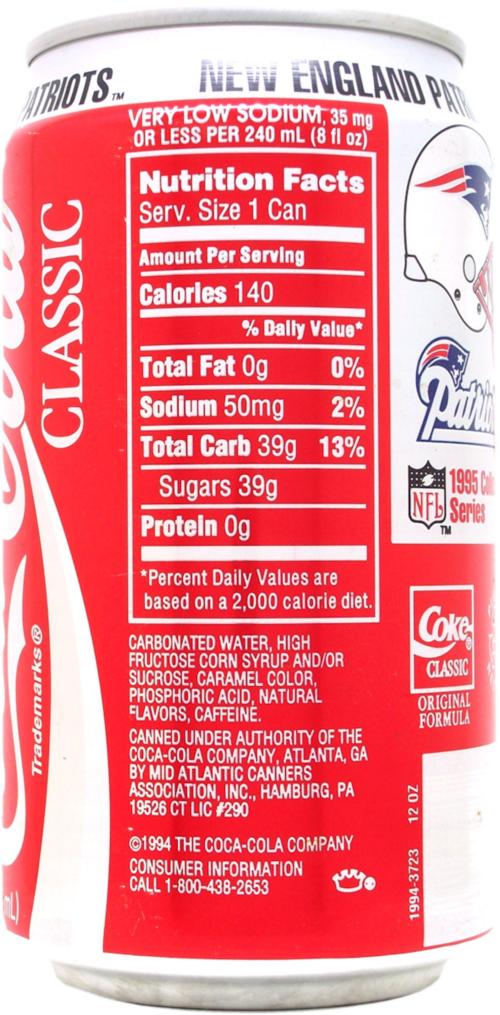 PATRIOTS™
NEW ENGLAND
VERY LOW SODIUM, 35 mg
OR LESS PER 240 mL (8 fl oz)
Nutrition Facts
Serv. Size 1 Can
Amount Per Serving
Calories 140
% Daily Value*
Total Fat 0g 0%
Sodium 50mg 2%
Total Carb 39g 13%
Sugars 39g
Protein 0g
*Percent Daily Values are
based on a 2,000 calorie diet.
CARBONATED WATER, HIGH
FRUCTOSE CORN SYRUP AND/OR
SUCROSE, CARAMEL COLOR,
PHOSPHORIC ACID, NATURAL
FLAVORS, CAFFEINE.
CANNED UNDER AUTHORITY OF THE
COCA-COLA COMPANY, ATLANTA, GA
BY MID ATLANTIC CANNERS
ASSOCIATION, INC., HAMBURG, PA
19526 CT LIC #290
©1994 THE COCA-COLA COMPANY
CONSUMER INFORMATION
CALL 1-800-438-2653
CLASSIC
Trademarks®
mL)
NFL
TM
1995
Series
Coke®
CLASSIC
ORIGINAL
FORMULA
1994-3723 12 OZ